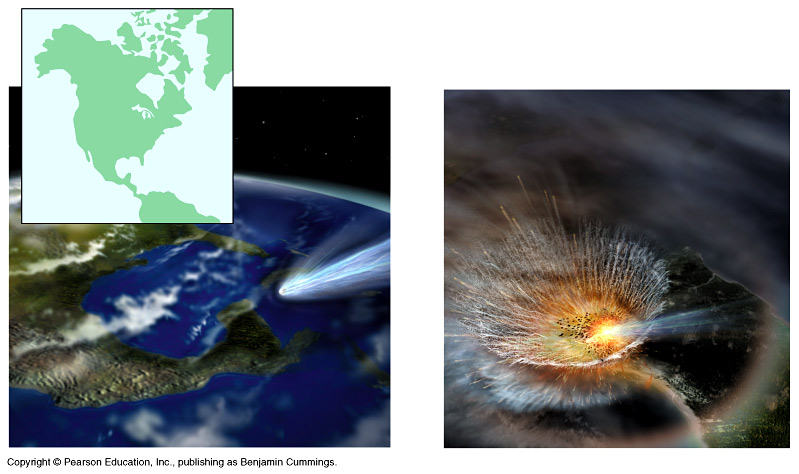 Copyright © Pearson Education, Inc., publishing as Benjamin Cummings.